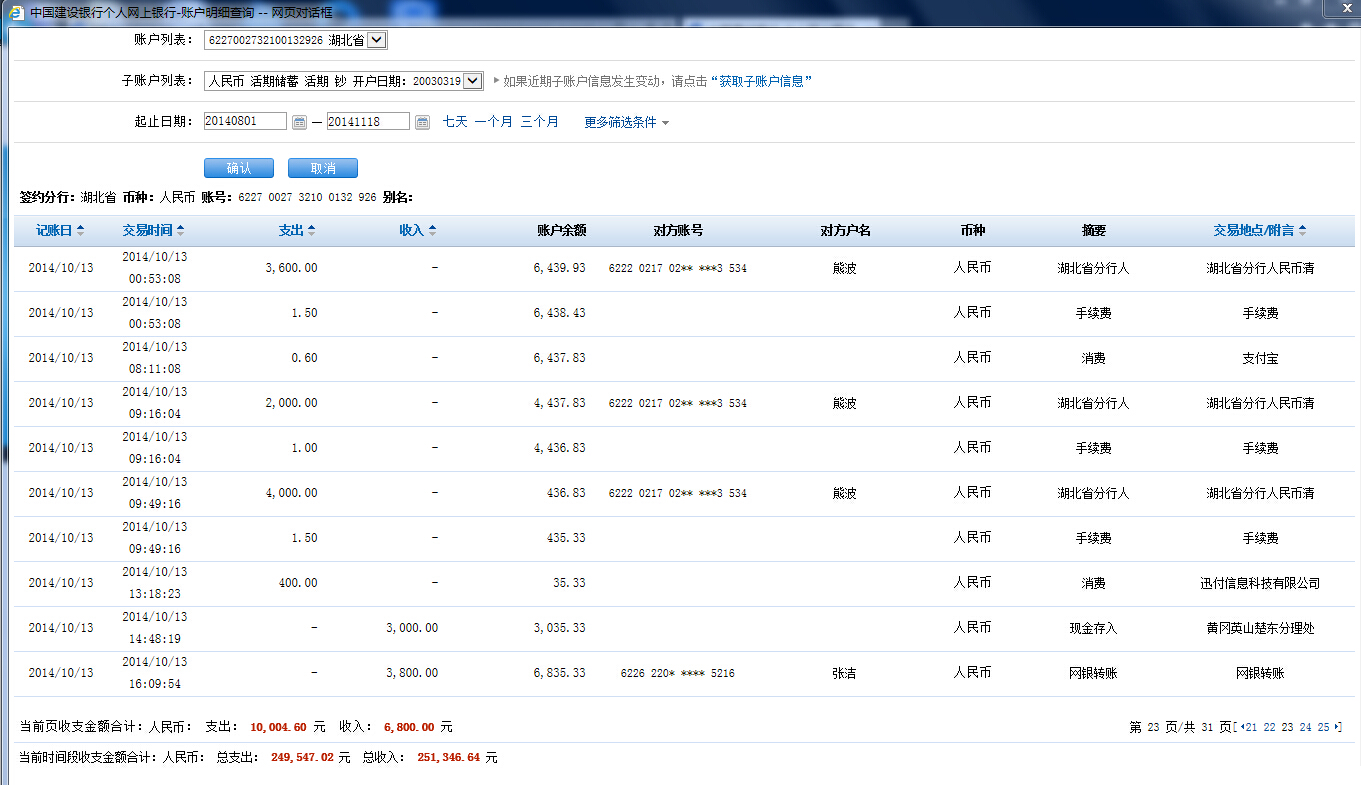 中国建设银行个人网上银行-账户明细查询 -- 网页对话框
账户列表： 6227002732100132926 湖北省
子账户列表： 人民币 活期储蓄 活期 钞 开户日期：20030319 如果近期子账户信息发生变动，请点击“获取子账户信息”
起止日期： 20140801 — 20141118 七天 一个月 三个月 更多筛选条件
确认 取消
签约分行：湖北省 币种：人民币 账号：6227 0027 3210 0132 926 别名：
记账日 交易时间 支出 收入 账户余额 对方账号 对方户名 币种 摘要 交易地点/附言
2014/10/13 2014/10/13 00:53:08 3,600.00 - 6,439.93 6222 0217 02** ***3 534 熊波 人民币 湖北省分行人 湖北省分行人民币清
2014/10/13 2014/10/13 00:53:08 1.50 - 6,438.43 人民币 手续费 手续费
2014/10/13 2014/10/13 08:11:08 0.60 - 6,437.83 人民币 消费 支付宝
2014/10/13 2014/10/13 09:16:04 2,000.00 - 4,437.83 6222 0217 02** ***3 534 熊波 人民币 湖北省分行人 湖北省分行人民币清
2014/10/13 2014/10/13 09:16:04 1.00 - 4,436.83 人民币 手续费 手续费
2014/10/13 2014/10/13 09:49:16 4,000.00 - 436.83 6222 0217 02** ***3 534 熊波 人民币 湖北省分行人 湖北省分行人民币清
2014/10/13 2014/10/13 09:49:16 1.50 - 435.33 人民币 手续费 手续费
2014/10/13 2014/10/13 13:18:23 400.00 - 35.33 人民币 消费 迅付信息科技有限公司
2014/10/13 2014/10/13 14:48:19 - 3,000.00 3,035.33 人民币 现金存入 黄冈英山楚东分理处
2014/10/13 2014/10/13 16:09:54 - 3,800.00 6,835.33 6226 220* **** 5216 张洁 人民币 网银转账 网银转账
当前页收支金额合计：人民币： 支出： 10,004.60 元 收入： 6,800.00 元 第 23 页/共 31 页[ 21 22 23 24 25 ]
当前时间段收支金额合计：人民币： 总支出： 249,547.02 元 总收入： 251,346.64 元